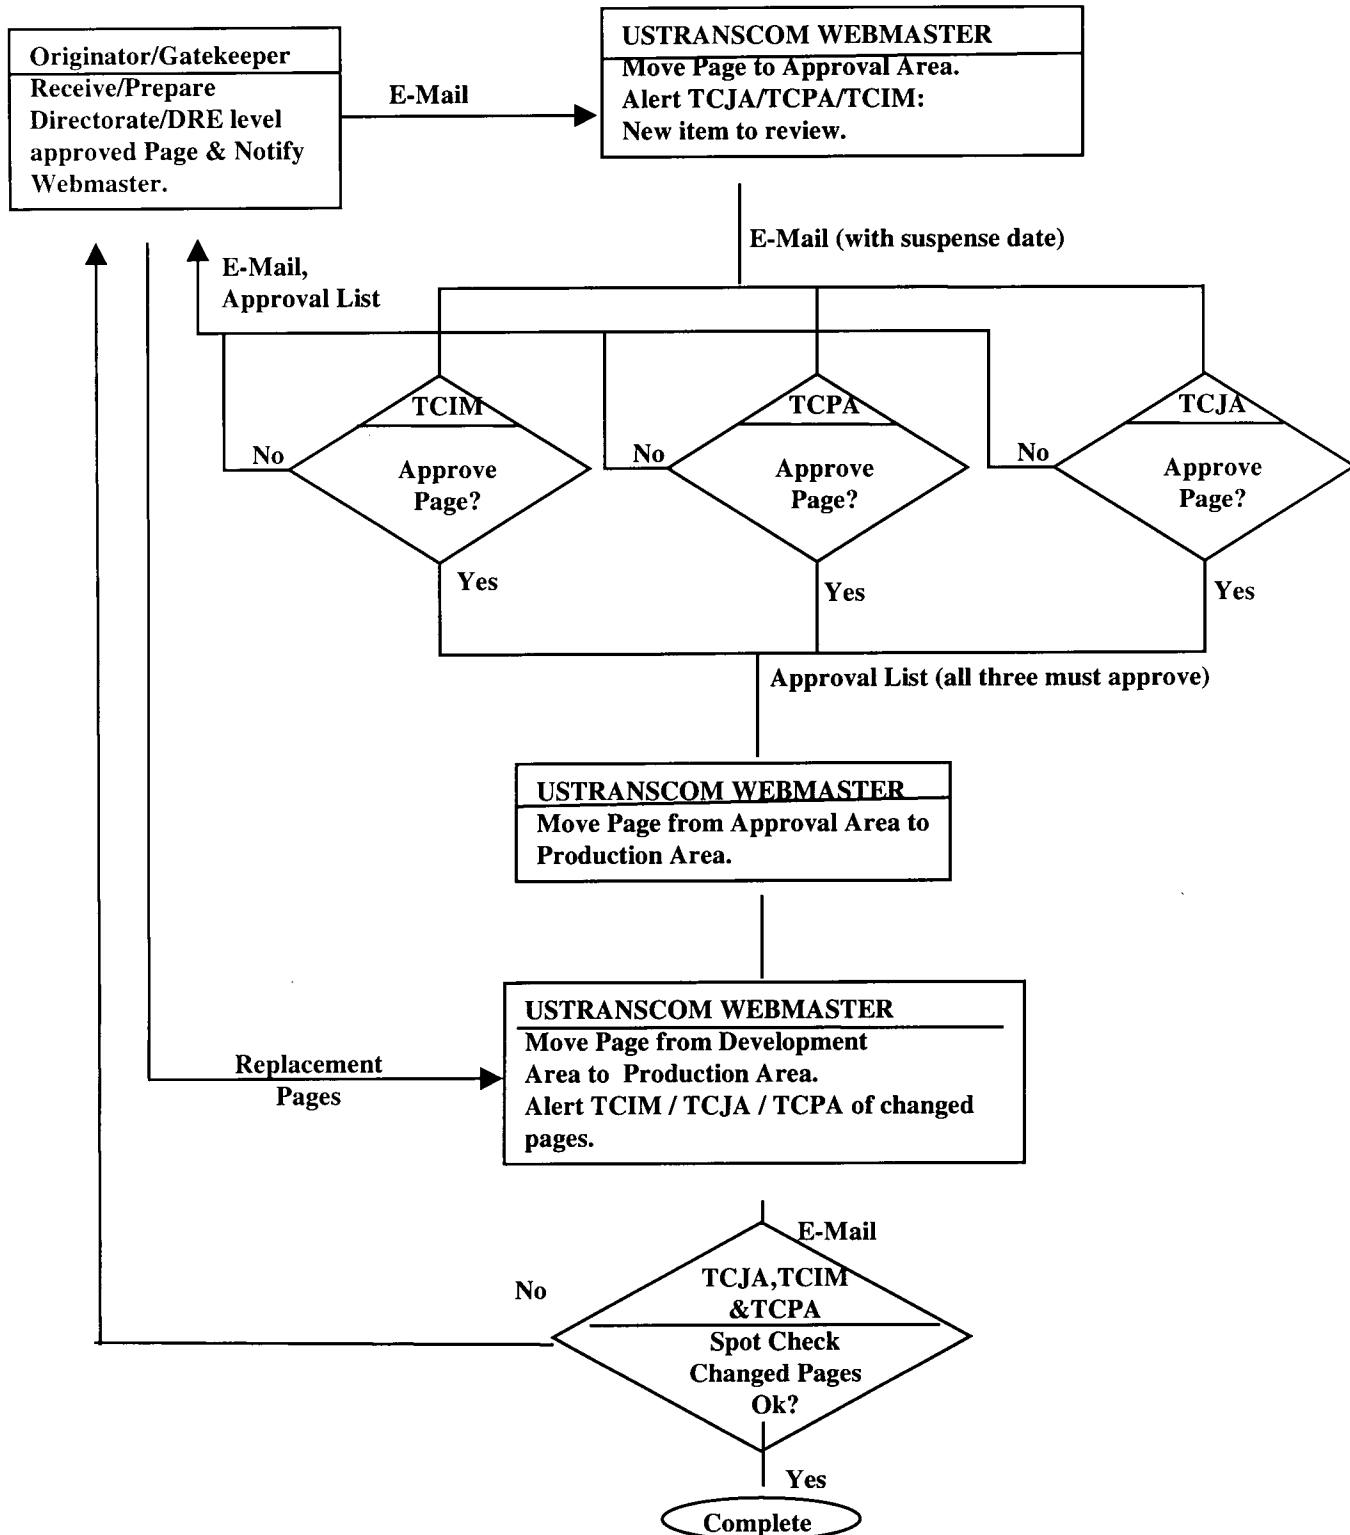 Originator/Gatekeeper
Receive/Prepare
Directorate/DRE level
approved Page & Notify
Webmaster.
E-Mail
USTRANSCOM WEBMASTER
Move Page to Approval Area.
Alert TCJA/TCPA/TCIM:
New item to review.
E-Mail (with suspense date)
E-Mail,
Approval List
TCIM
No
Approve
Page?
Yes
TCPA
No
Approve
Page?
Yes
TCJA
No
Approve
Page?
Yes
Approval List (all three must approve)
USTRANSCOM WEBMASTER
Move Page from Approval Area to
Production Area.
USTRANSCOM WEBMASTER
Move Page from Development
Area to Production Area.
Alert TCIM / TCJA / TCPA of changed
pages.
Replacement
Pages
E-Mail
No
TCJA,TCIM
&TCPA
Spot Check
Changed Pages
Ok?
Yes
Complete